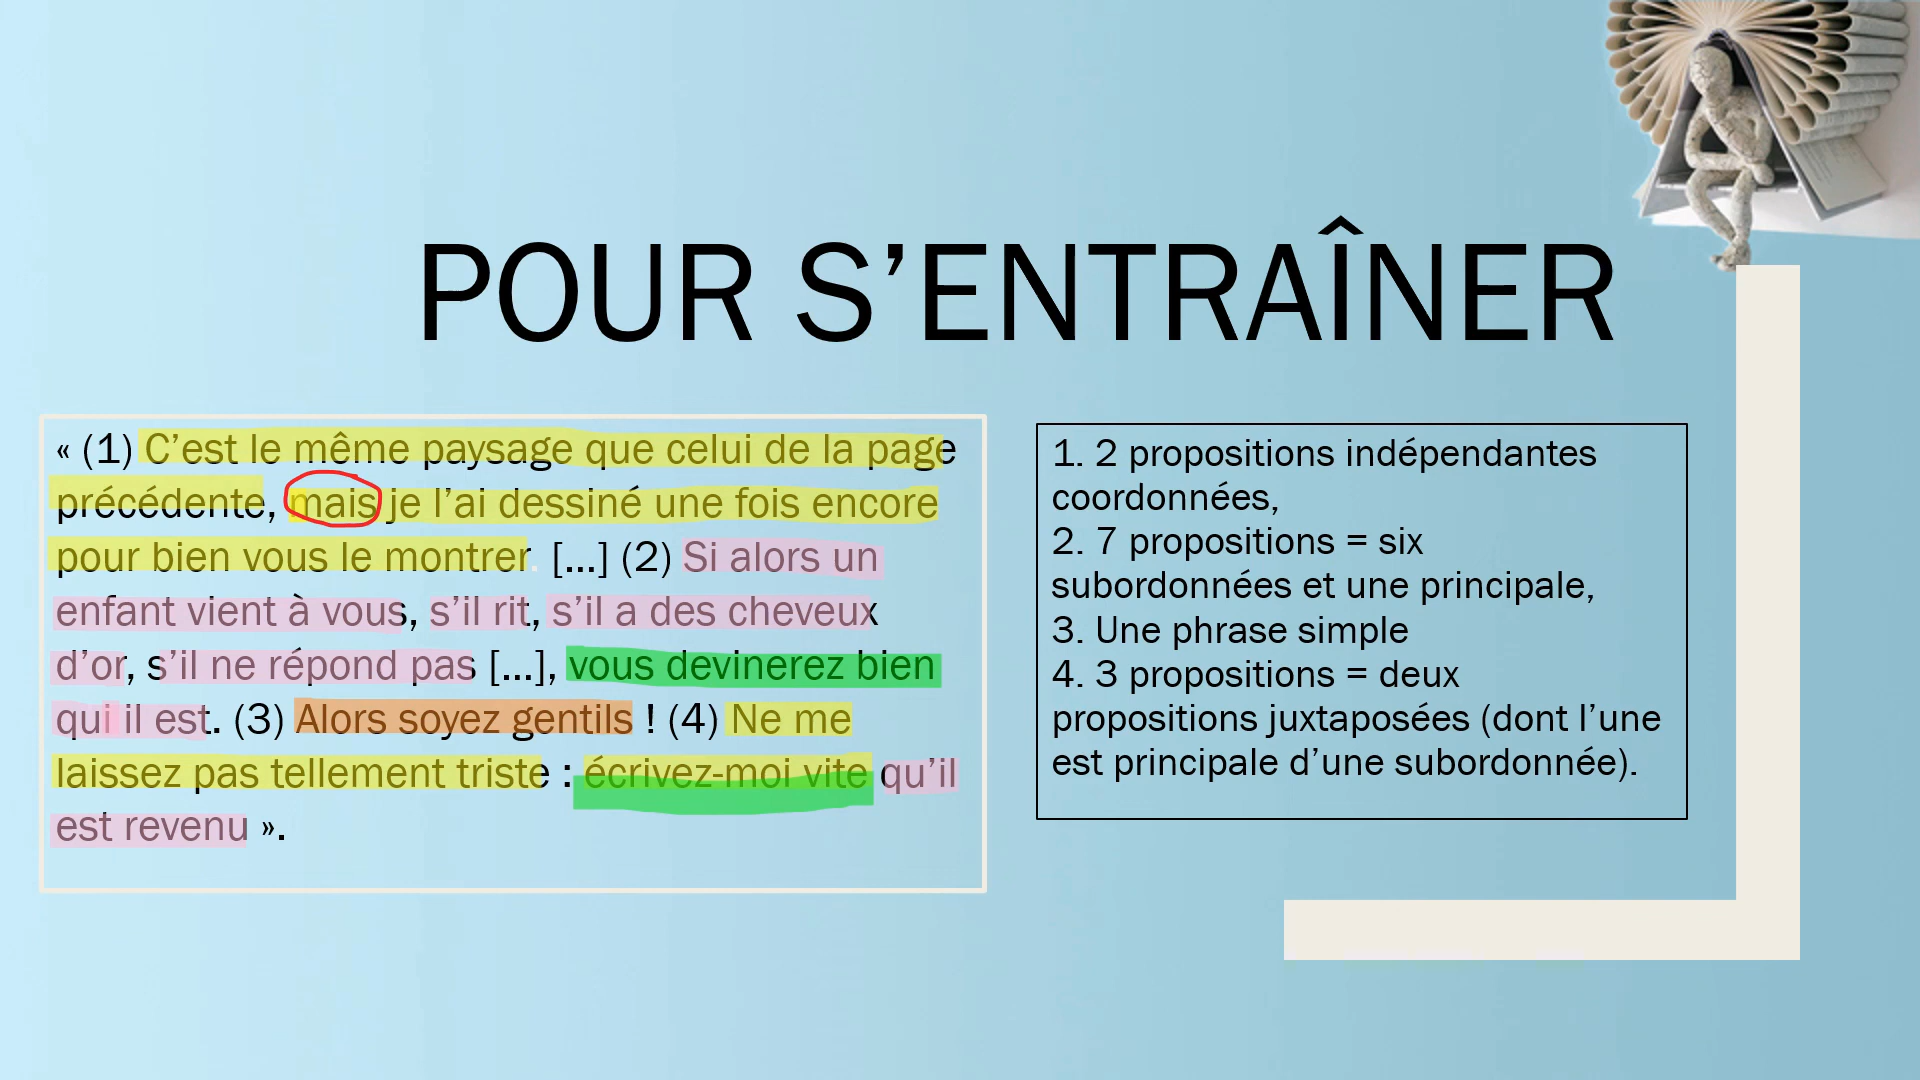 POUR S’ENTRAÎNER
« (1) C’est le même paysage que celui de la page
précédente, mais je l’ai dessiné une fois encore
pour bien vous le montrer. [...] (2) Si alors un
enfant vient à vous, s’il rit, s’il a des cheveux
d’or, s’il ne répond pas [...], vous devinerez bien
qui il est. (3) Alors soyez gentils ! (4) Ne me
laissez pas tellement triste : écrivez-moi vite qu’il
est revenu ».
1. 2 propositions indépendantes
coordonnées,
2. 7 propositions = six
subordonnées et une principale,
3. Une phrase simple
4. 3 propositions = deux
propositions juxtaposées (dont l’une
est principale d’une subordonnée).